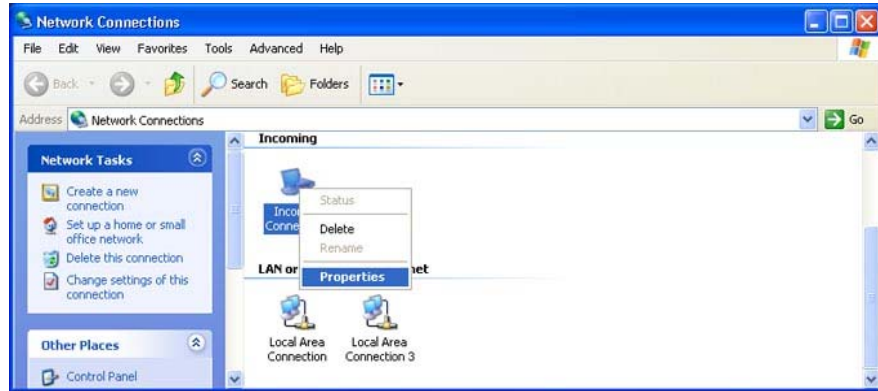 Network Connections
File Edit View Favorites Tools Advanced Help
Back Search Folders
Address Network Connections Go
Network Tasks
Create a new
connection
Set up a home or small
office network
Delete this connection
Change settings of this
connection
Other Places
Control Panel
Incoming
Status
Delete
Rename
Properties
LAN or
Local Area
Connection
Local Area
Connection 3